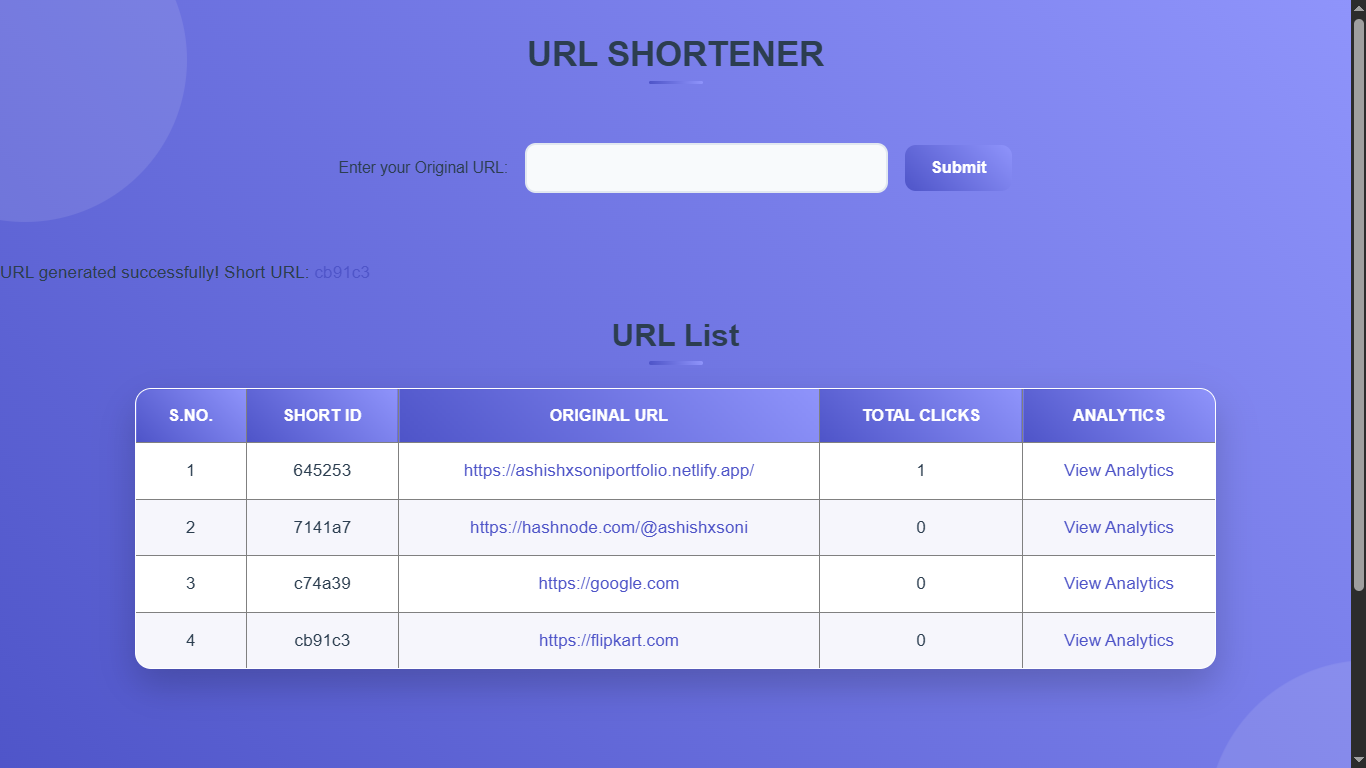 URL SHORTENER
Enter your Original URL: Submit
URL generated successfully! Short URL: cb91c3
URL List
S.NO. SHORT ID ORIGINAL URL TOTAL CLICKS ANALYTICS
1 645253 https://ashishxsoniportfolio.netlify.app/ 1 View Analytics
2 7141a7 https://hashnode.com/@ashishxsoni 0 View Analytics
3 c74a39 https://google.com 0 View Analytics
4 cb91c3 https://flipkart.com 0 View Analytics